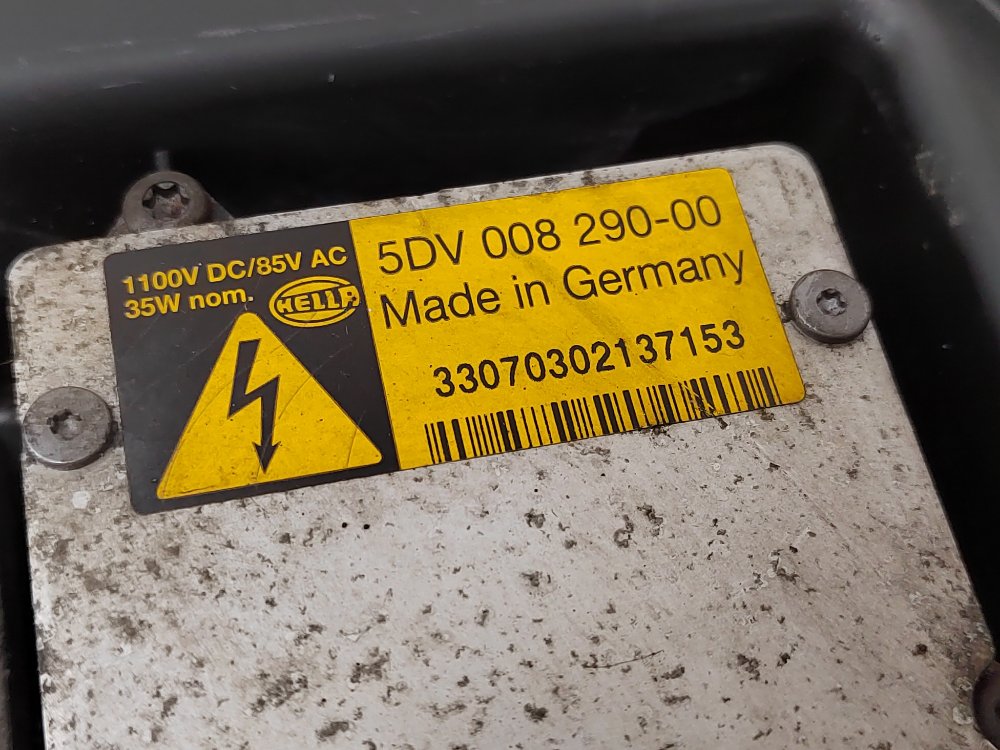 1100V DC/85V AC
35W nom.
HELLA
5DV 008 290-00
Made in Germany
33070302137153